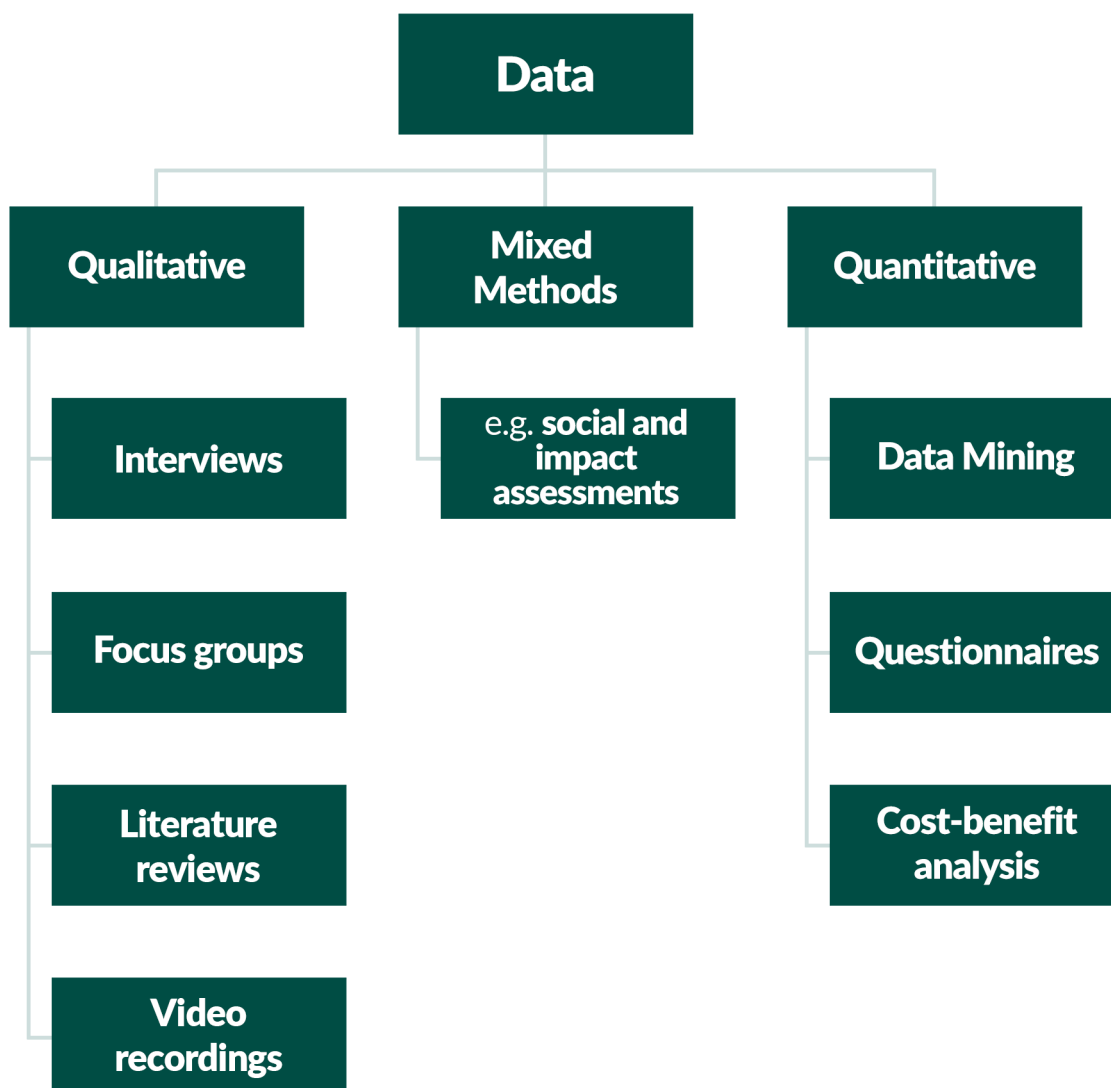 Data
Qualitative
Mixed
Methods
Quantitative
Interviews
e.g. social and
impact
assessments
Data Mining
Focus groups
Questionnaires
Literature
reviews
Cost-benefit
analysis
Video
recordings